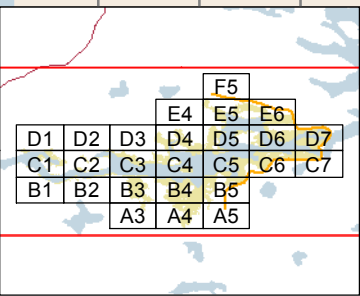 F5
E4 E5 E6
D1 D2 D3 D4 D5 D6 D7
C1 C2 C3 C4 C5 C6 C7
B1 B2 B3 B4 B5
A3 A4 A5